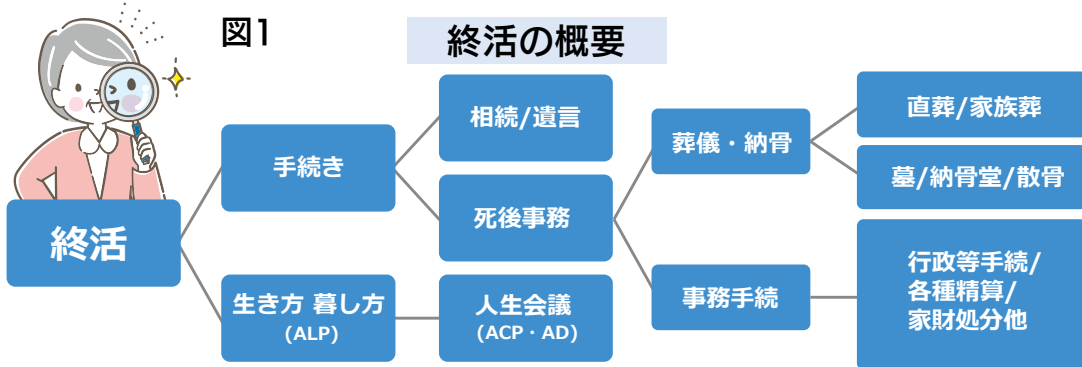 図1
終活の概要
終活
手続き
生き方 暮し方
(ALP)
相続/遺言
死後事務
人生会議
(ACP・AD)
葬儀・納骨
事務手続
直葬/家族葬
墓/納骨堂/散骨
行政等手続/
各種精算/
家財処分他